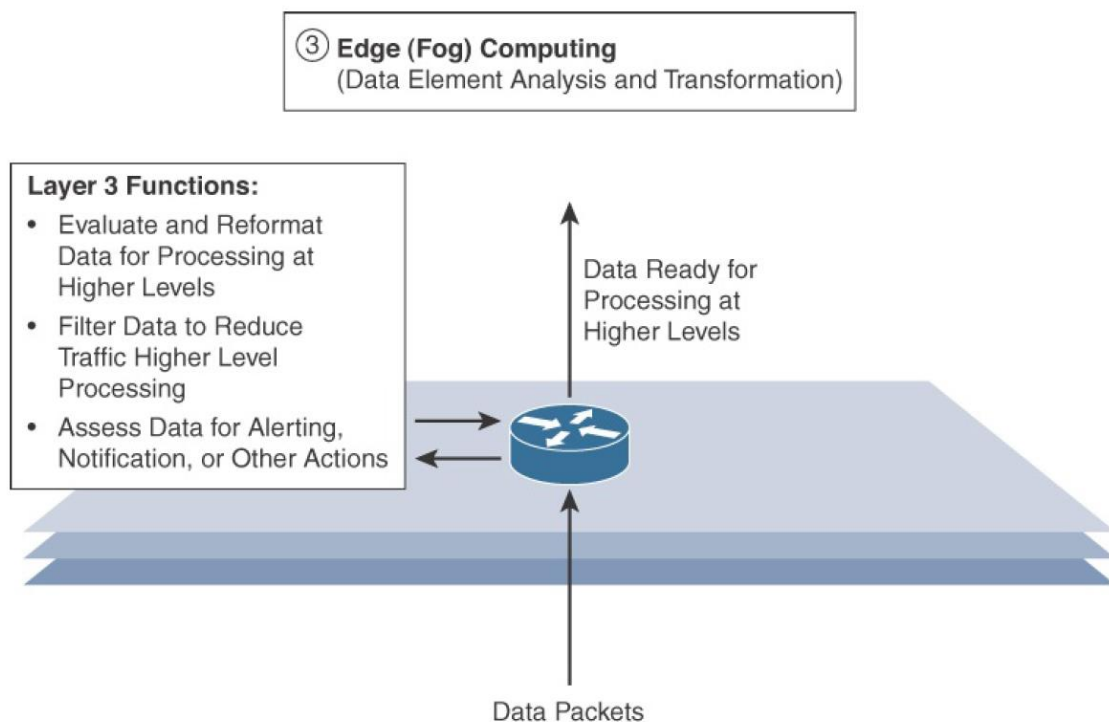 ③ Edge (Fog) Computing
(Data Element Analysis and Transformation)
Layer 3 Functions:
• Evaluate and Reformat
Data for Processing at
Higher Levels
• Filter Data to Reduce
Traffic Higher Level
Processing
• Assess Data for Alerting,
Notification, or Other Actions
Data Ready for
Processing at
Higher Levels
Data Packets